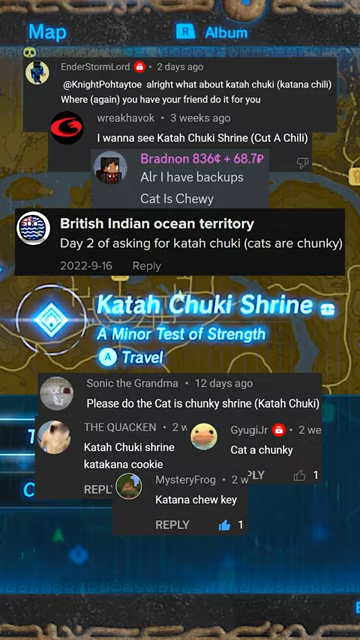 Map
R Album
EnderStormLord • 2 days ago
@KnightPohtaytoe alright what about katah chuki (katana chili)
Where (again) you have your friend do it for you
wreakhavok • 3 weeks ago
I wanna see Katah Chuki Shrine (Cut A Chili)
Bradnon 836¢ + 68.7₽
Alr I have backups
Cat Is Chewy
British Indian ocean territory
Day 2 of asking for katah chuki (cats are chunky)
2022-9-16 Reply
Katah Chuki Shrine
A Minor Test of Strength
A Travel
Sonic the Grandma • 12 days ago
Please do the Cat is chunky shrine (Katah Chuki)
THE QUACKEN • 2 w
Katah Chuki shrine
katakana cookie
REPL
GyugiJr • 2 we
Cat a chunky
PLY 1
MysteryFrog • 2 w
Katana chew key
REPLY 1